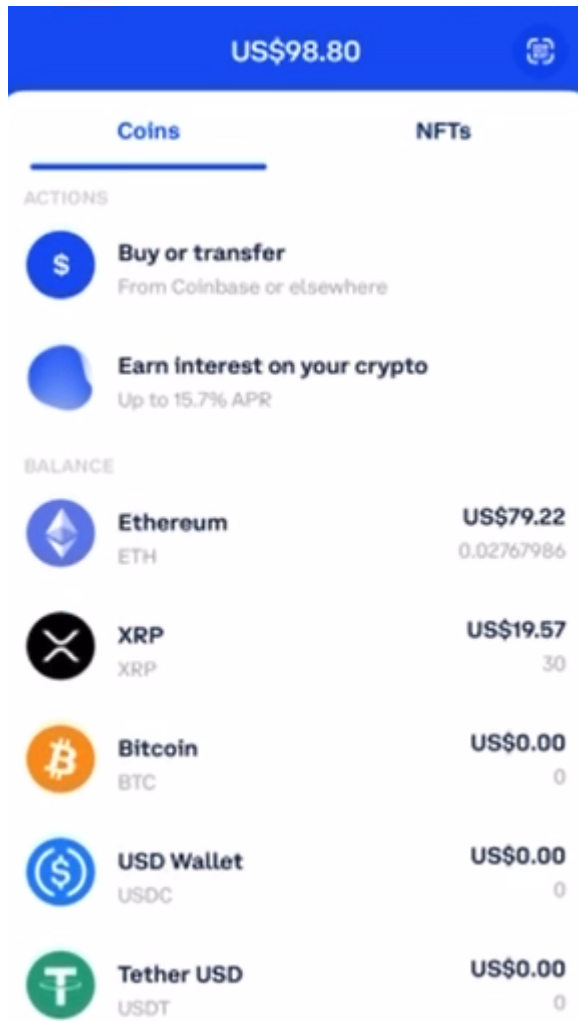 US$98.80
Coins
NFTs
ACTIONS
$
Buy or transfer
From Coinbase or elsewhere
Earn interest on your crypto
Up to 15.7% APR
BALANCE
Ethereum
US$79.22
ETH
0.02767986
XRP
US$19.57
XRP
30
Bitcoin
US$0.00
BTC
0
USD Wallet
US$0.00
USDC
0
Tether USD
US$0.00
USDT
0